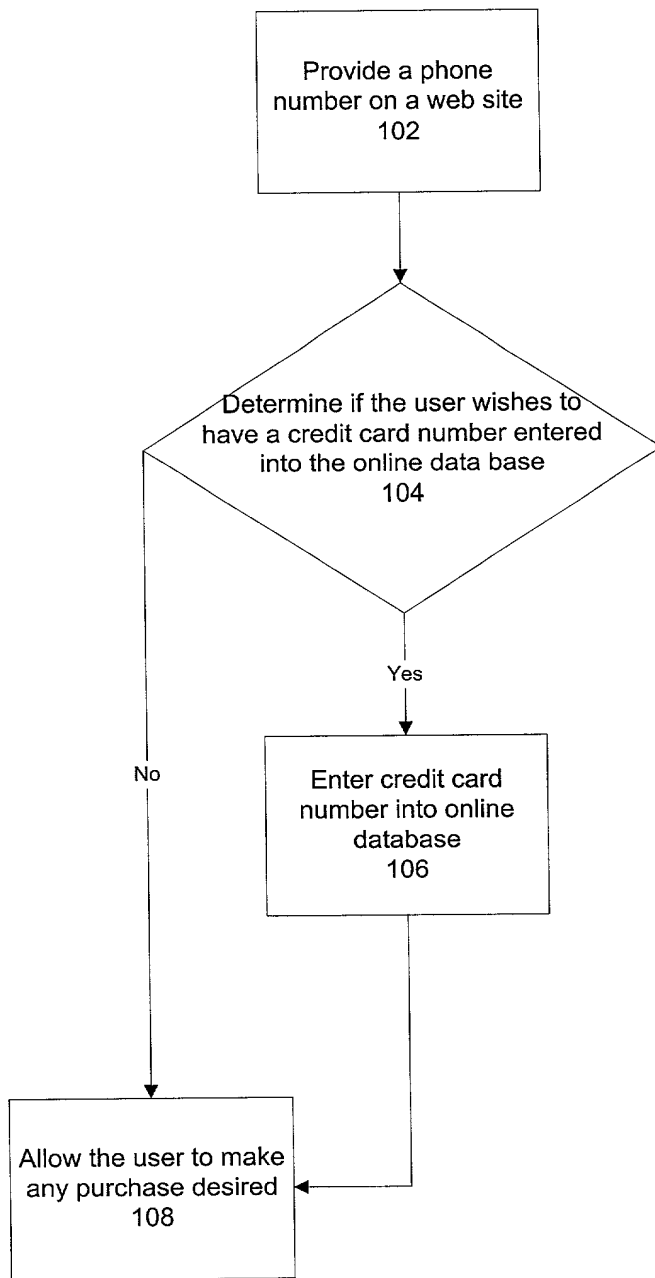 Provide a phone
number on a web site
102
Determine if the user wishes to
have a credit card number entered
into the online data base
104
Yes
No
Enter credit card
number into online
database
106
Allow the user to make
any purchase desired
108